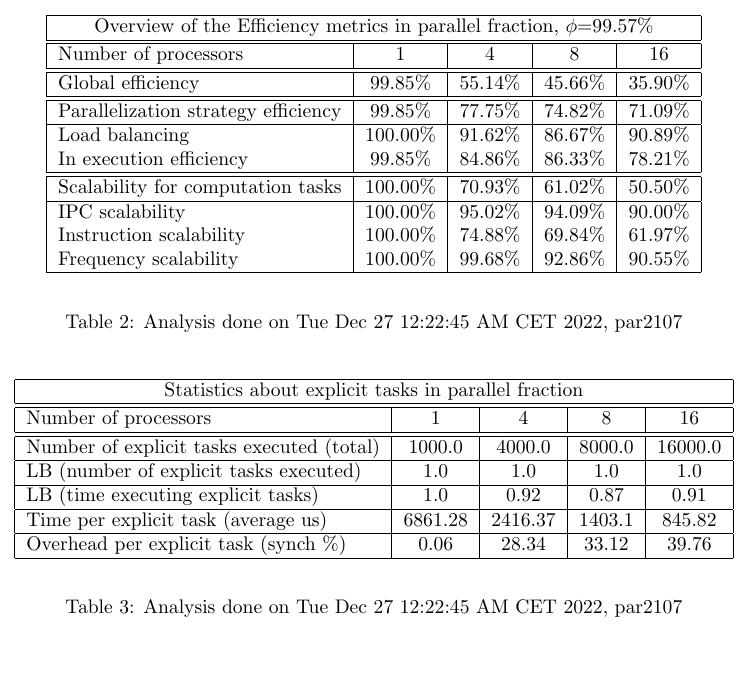 Overview of the Efficiency metrics in parallel fraction, ϕ=99.57%
Number of processors 1 4 8 16
Global efficiency 99.85% 55.14% 45.66% 35.90%
Parallelization strategy efficiency 99.85% 77.75% 74.82% 71.09%
Load balancing 100.00% 91.62% 86.67% 90.89%
In execution efficiency 99.85% 84.86% 86.33% 78.21%
Scalability for computation tasks 100.00% 70.93% 61.02% 50.50%
IPC scalability 100.00% 95.02% 94.09% 90.00%
Instruction scalability 100.00% 74.88% 69.84% 61.97%
Frequency scalability 100.00% 99.68% 92.86% 90.55%
Table 2: Analysis done on Tue Dec 27 12:22:45 AM CET 2022, par2107
Statistics about explicit tasks in parallel fraction
Number of processors 1 4 8 16
Number of explicit tasks executed (total) 1000.0 4000.0 8000.0 16000.0
LB (number of explicit tasks executed) 1.0 1.0 1.0 1.0
LB (time executing explicit tasks) 1.0 0.92 0.87 0.91
Time per explicit task (average us) 6861.28 2416.37 1403.1 845.82
Overhead per explicit task (synch %) 0.06 28.34 33.12 39.76
Table 3: Analysis done on Tue Dec 27 12:22:45 AM CET 2022, par2107